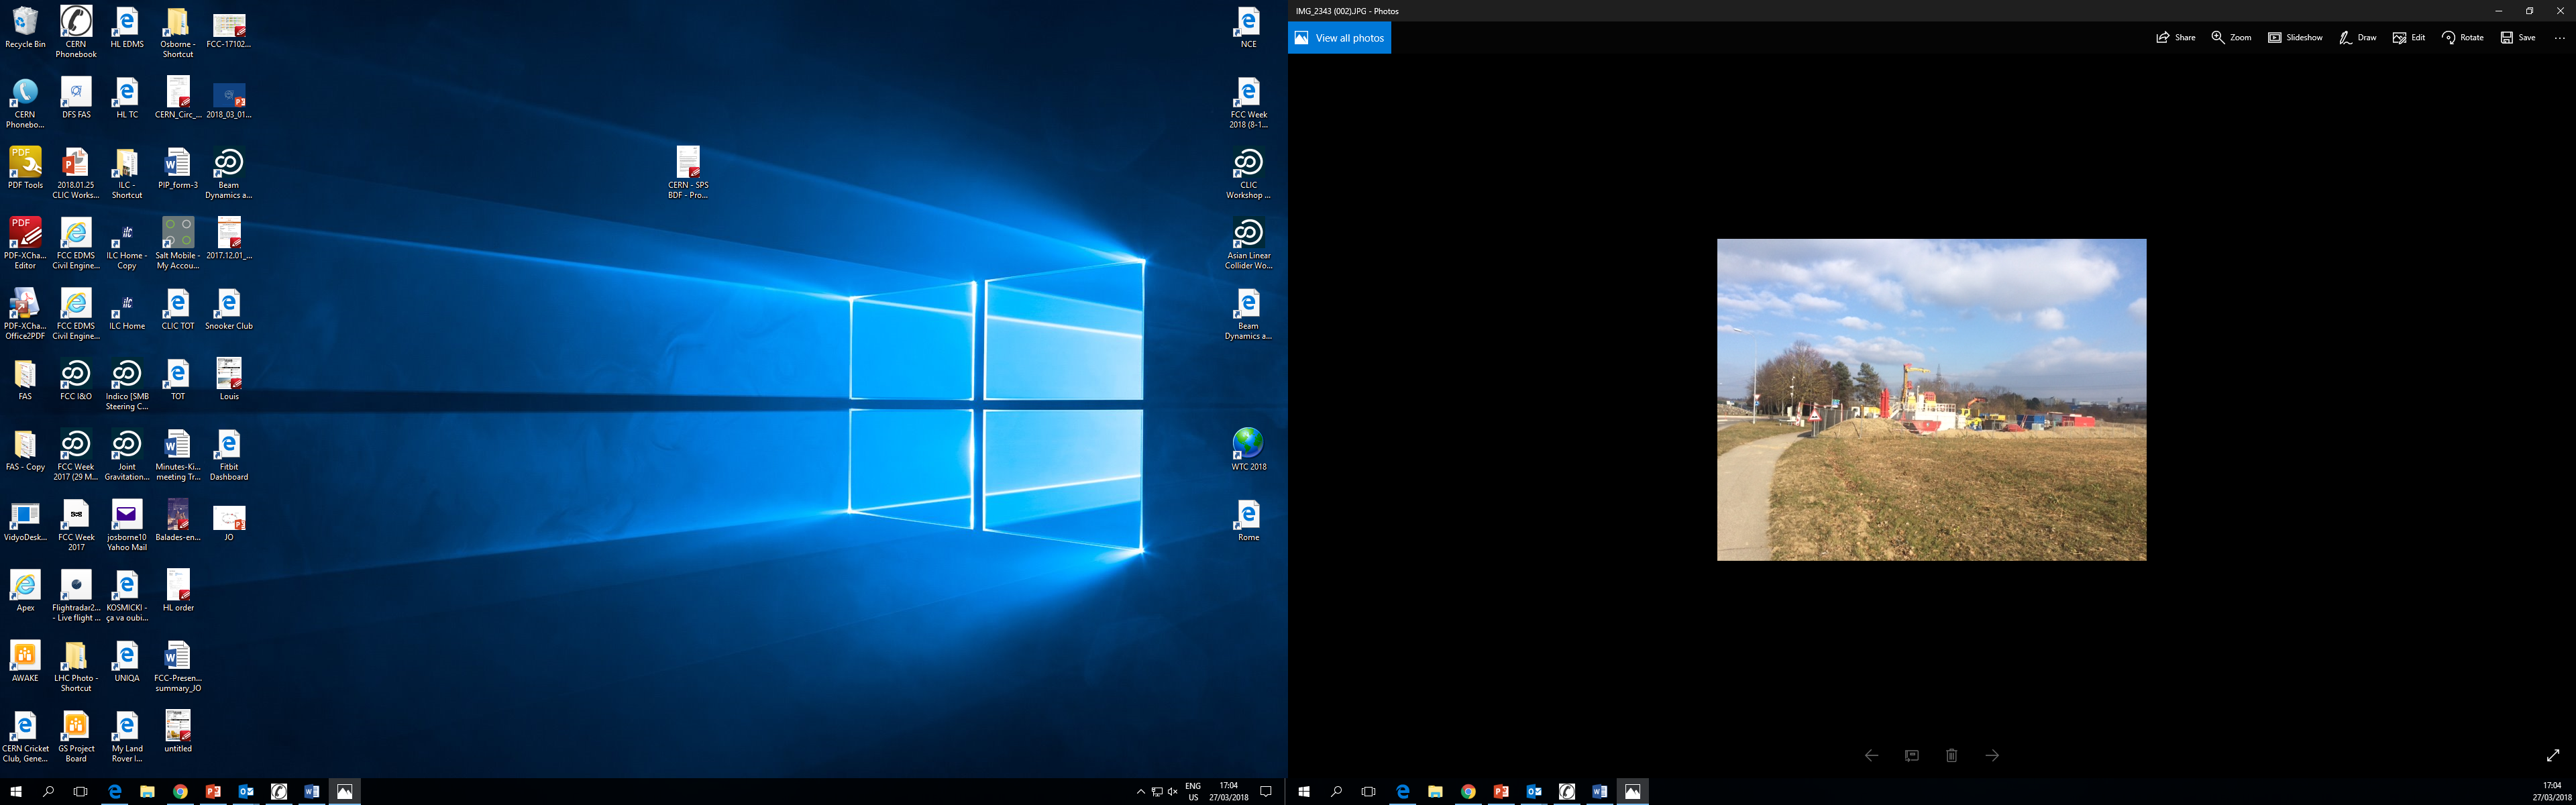 Recycle Bin
CERN
Phonebook
HL EDMS
Osborne -
Shortcut
FCC-17102...
CERN
Phonebo...
DFS FAS
HL TC
CERN_Circ_...
2018_03_01...
PDF
PDF Tools
2018.01.25
CLIC Works...
ILC -
Shortcut
PIP_form-3
Beam
Dynamics a...
PDF
PDF-XCha...
Editor
FCC EDMS
Civil Engine...
ilc
ILC Home -
Copy
Salt Mobile -
My Accou...
2017.12.01_...
PDF-XCha...
Office2PDF
FCC EDMS
Civil Engine...
ilc
ILC Home
CLIC TOT
Snooker Club
FAS
FCC I&O
Indico [SMB
Steering C...
TOT
Louis
FAS - Copy
FCC Week
2017 (29 M...
Joint
Gravitation...
Minutes-Ki...
meeting Tr...
Fitbit
Dashboard
VidyoDesk...
FCC Week
2017
josborne10
Yahoo Mail
Balades-en...
JO
Apex
Flightradar2...
- Live flight ...
KOSMICKI -
ça va oubi...
HL order
AWAKE
LHC Photo -
Shortcut
UNIQA
FCC-Presen...
summary_JO
CERN Cricket
Club, Gene...
GS Project
Board
My Land
Rover I...
untitled
CERN - SPS
BDF - Pro...
NCE
FCC Week
2018 (8-1...
CLIC
Workshop ...
Asian Linear
Collider Wo...
Beam
Dynamics a...
WTC 2018
Rome
ENG
US
17:04
27/03/2018
IMG_2343 (002).JPG - Photos
View all photos
Share
Zoom
Slideshow
Draw
Edit
Rotate
Save
17:04
27/03/2018